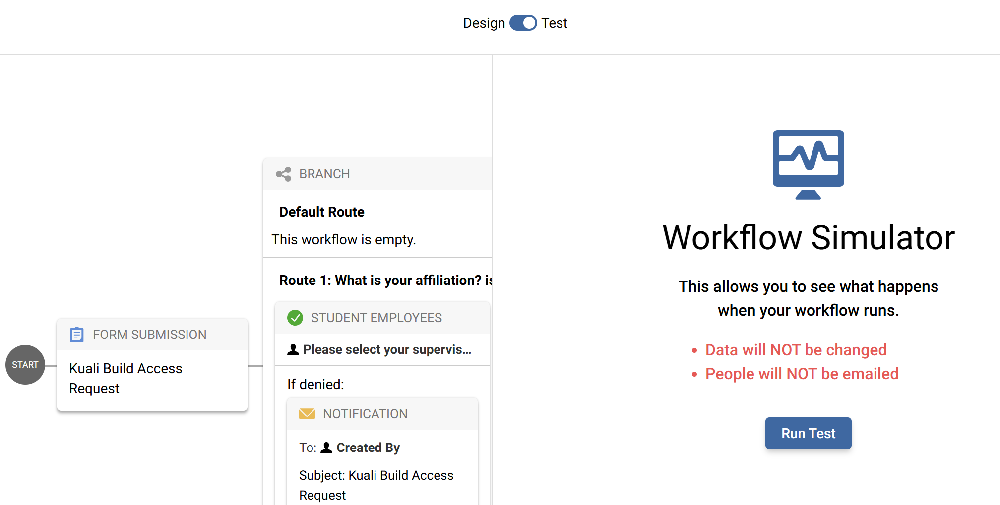 Design Test
START
FORM SUBMISSION
Kuali Build Access
Request
BRANCH
Default Route
This workflow is empty.
Route 1: What is your affiliation? is
STUDENT EMPLOYEES
Please select your supervis...
If denied:
NOTIFICATION
To: Created By
Subject: Kuali Build Access
Request
Workflow Simulator
This allows you to see what happens
when your workflow runs.
• Data will NOT be changed
• People will NOT be emailed
Run Test